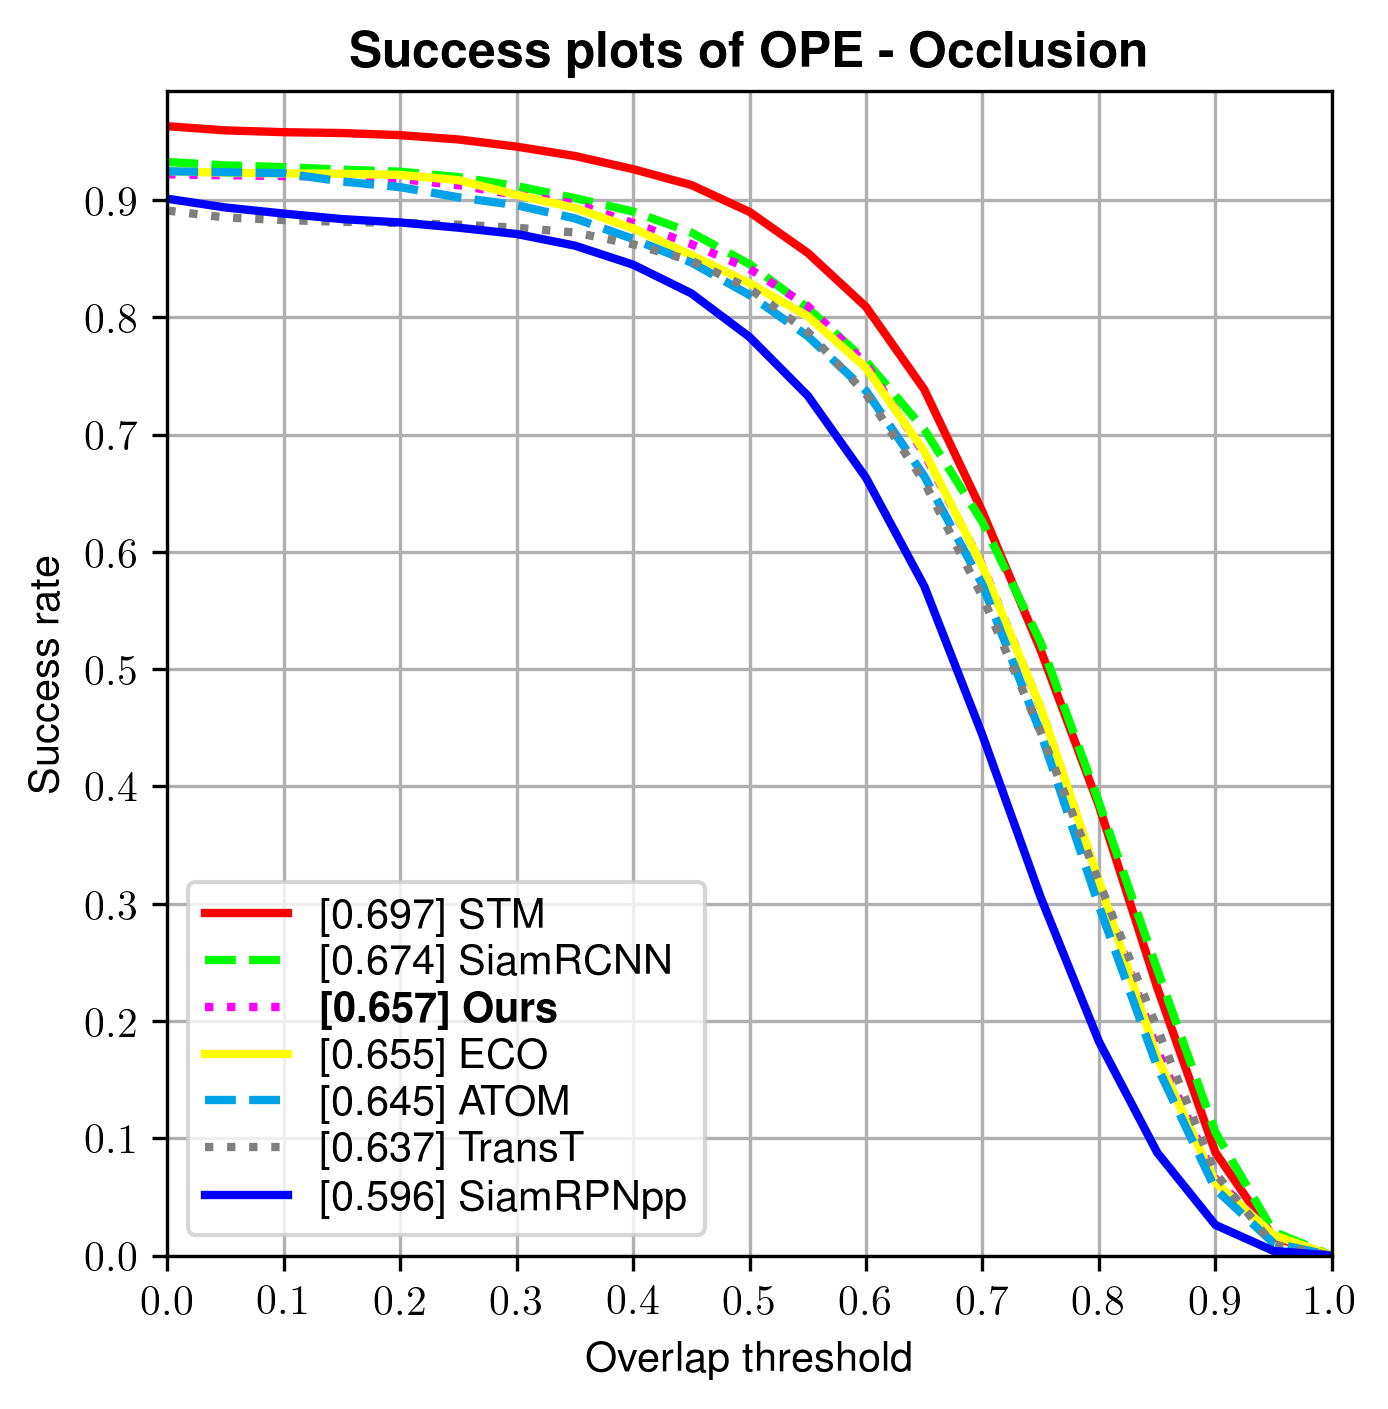 Success plots of OPE - Occlusion
Success rate
0.9
0.8
0.7
0.6
0.5
0.4
0.3
0.2
0.1
0.0
[0.697] STM
[0.674] SiamRCNN
[0.657] Ours
[0.655] ECO
[0.645] ATOM
[0.637] TransT
[0.596] SiamRPNpp
0.0 0.1 0.2 0.3 0.4 0.5 0.6 0.7 0.8 0.9 1.0
Overlap threshold